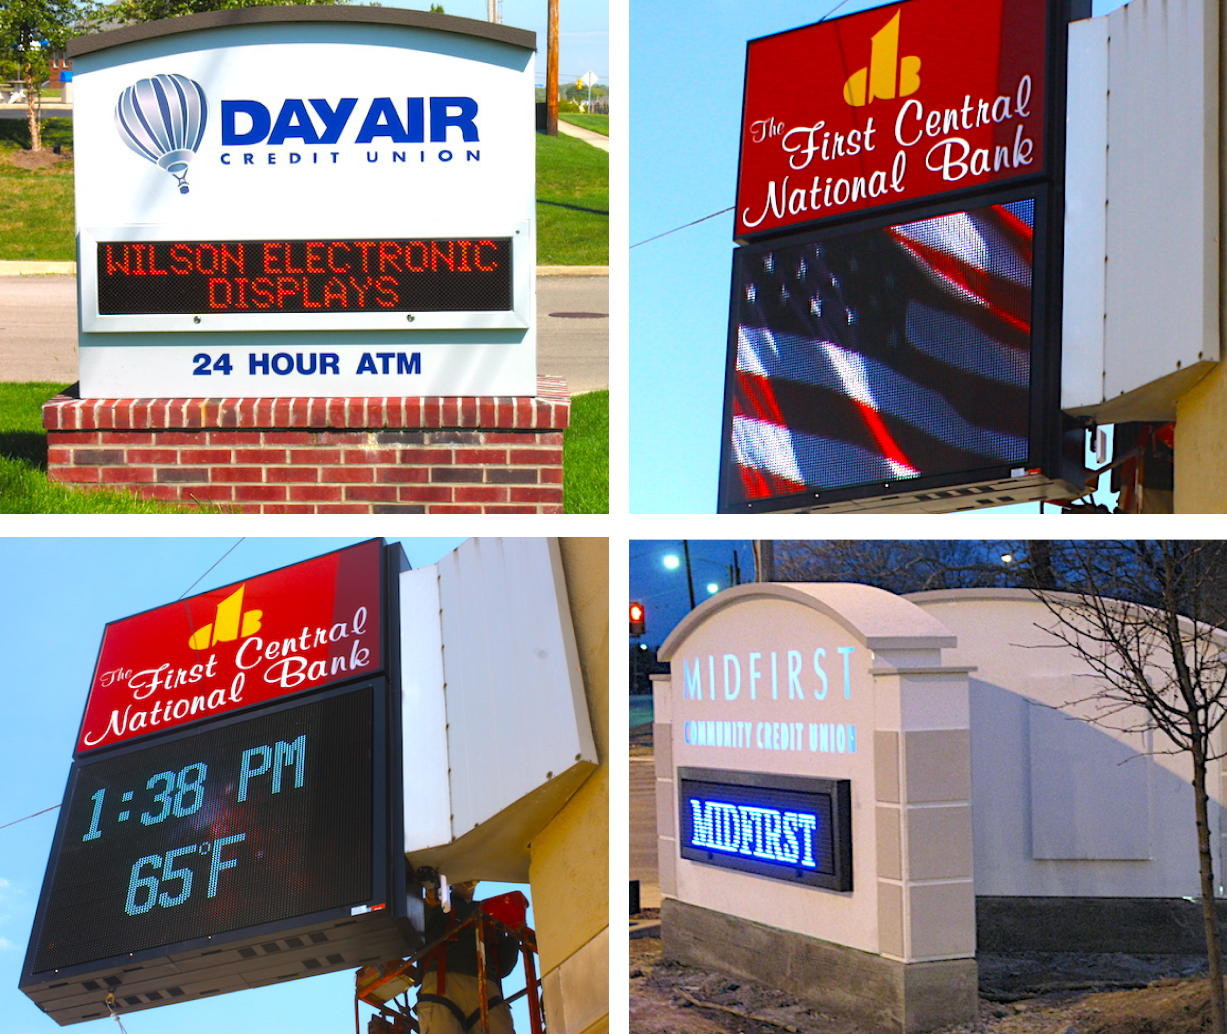 DAYAIR
CREDIT UNION
WILSON ELECTRONIC
DISPLAYS
24 HOUR ATM
The First Central
National Bank
The First Central
National Bank
1:38 PM
65°F
MIDFIRST
COMMUNITY CREDIT UNION
MIDFIRST